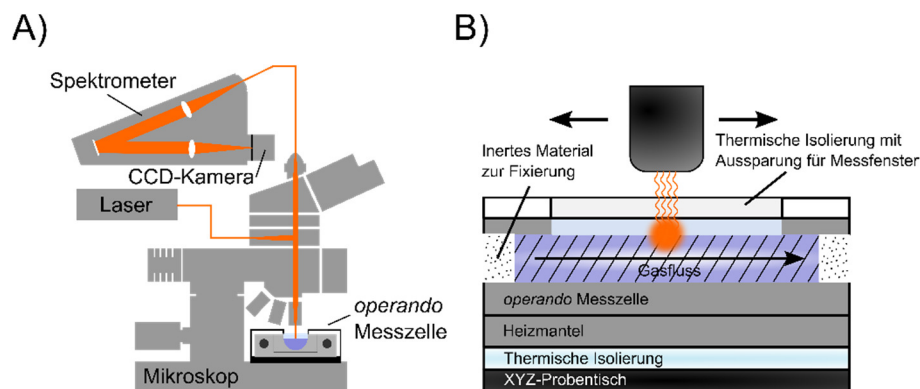 A)
Spektrometer
CCD-Kamera
Laser
operando
Messzelle
Mikroskop
B)
Inertes Material
zur Fixierung
Thermische Isolierung mit
Aussparung für Messfenster
Gasfluss
operando Messzelle
Heizmantel
Thermische Isolierung
XYZ-Probentisch